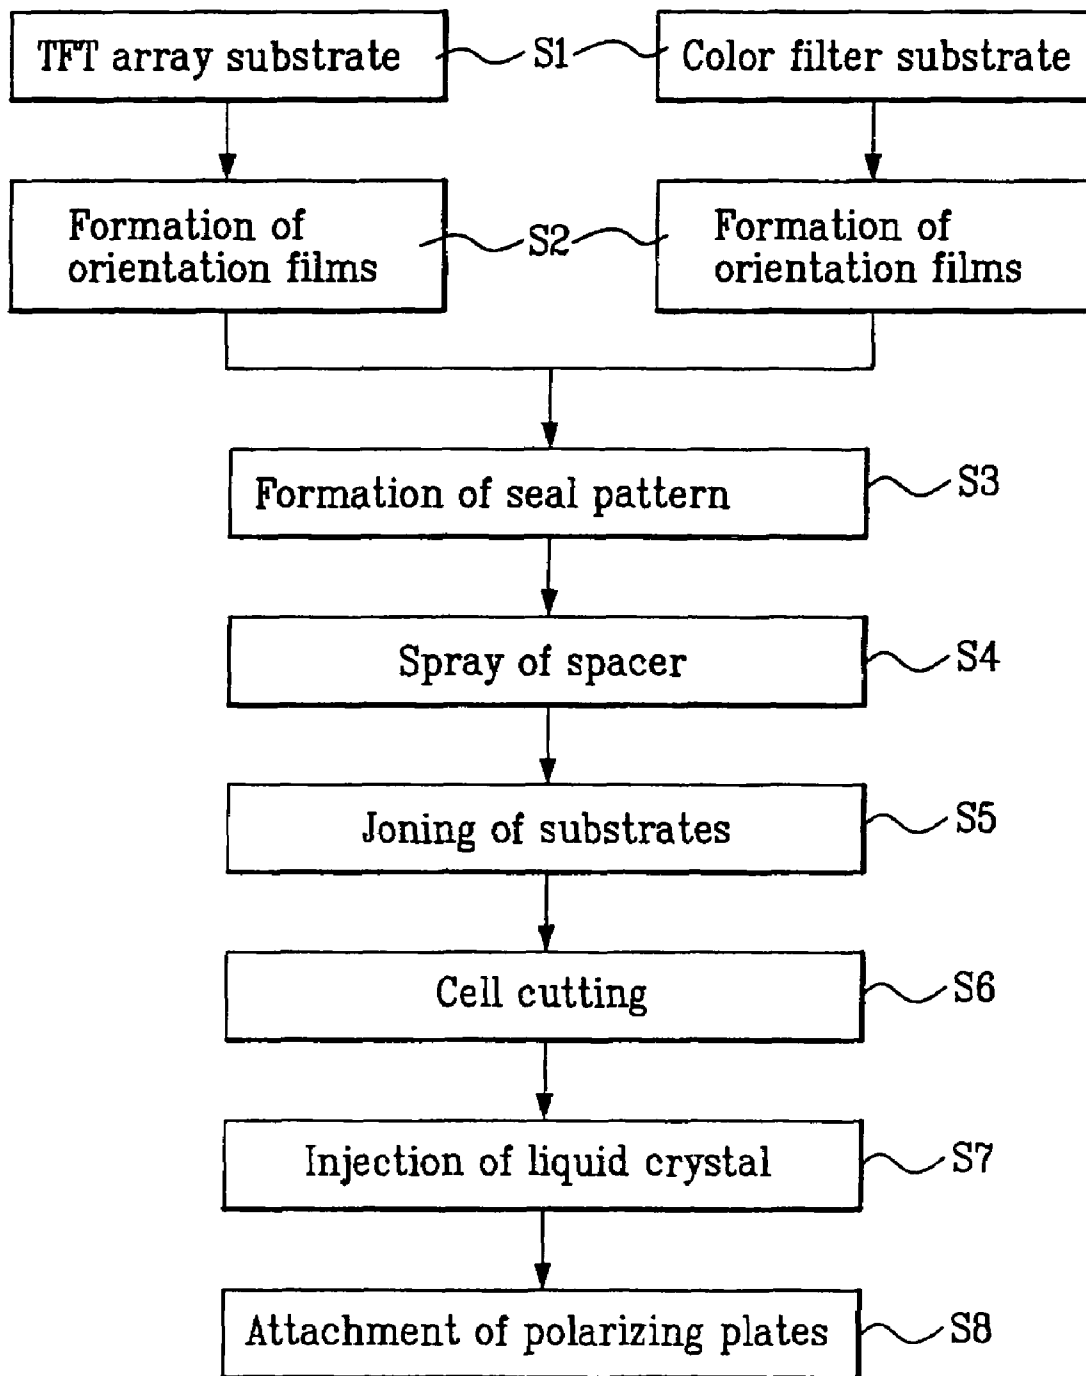 TFT array substrate
S1
Color filter substrate
Formation of
orientation films
S2
Formation of
orientation films
Formation of seal pattern
S3
Spray of spacer
S4
Joning of substrates
S5
Cell cutting
S6
Injection of liquid crystal
S7
Attachment of polarizing plates
S8